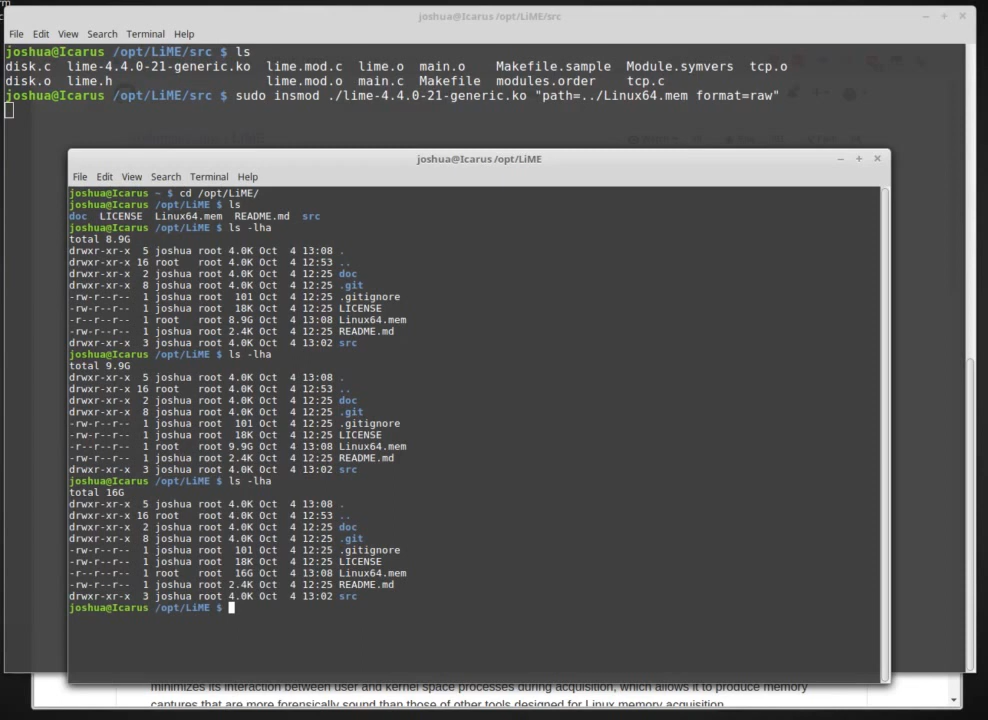 joshua@Icarus /opt/LiME/src
File Edit View Search Terminal Help
joshua@Icarus /opt/LiME/src $ ls
disk.c  lime-4.4.0-21-generic.ko  lime.mod.c  lime.o  main.o    Makefile.sample  Module.symvers  tcp.o
disk.o  lime.h                    lime.mod.o  main.c  Makefile  modules.order    tcp.c
joshua@Icarus /opt/LiME/src $ sudo insmod ./lime-4.4.0-21-generic.ko "path=../Linux64.mem format=raw"
joshua@Icarus /opt/LiME
File Edit View Search Terminal Help
joshua@Icarus ~ $ cd /opt/LiME/
joshua@Icarus /opt/LiME $ ls
doc  LICENSE  Linux64.mem  README.md  src
joshua@Icarus /opt/LiME $ ls -lha
total 8.9G
drwxr-xr-x  5 joshua root 4.0K Oct  4 13:08 .
drwxr-xr-x 16 root   root 4.0K Oct  4 12:53 ..
drwxr-xr-x  2 joshua root 4.0K Oct  4 12:25 doc
drwxr-xr-x  8 joshua root 4.0K Oct  4 12:25 .git
-rw-r--r--  1 joshua root  101 Oct  4 12:25 .gitignore
-rw-r--r--  1 joshua root  18K Oct  4 12:25 LICENSE
-r--r--r--  1 root   root 8.9G Oct  4 13:08 Linux64.mem
-rw-r--r--  1 joshua root 2.4K Oct  4 12:25 README.md
drwxr-xr-x  3 joshua root 4.0K Oct  4 13:02 src
joshua@Icarus /opt/LiME $ ls -lha
total 9.9G
drwxr-xr-x  5 joshua root 4.0K Oct  4 13:08 .
drwxr-xr-x 16 root   root 4.0K Oct  4 12:53 ..
drwxr-xr-x  2 joshua root 4.0K Oct  4 12:25 doc
drwxr-xr-x  8 joshua root 4.0K Oct  4 12:25 .git
-rw-r--r--  1 joshua root  101 Oct  4 12:25 .gitignore
-rw-r--r--  1 joshua root  18K Oct  4 12:25 LICENSE
-r--r--r--  1 root   root 9.9G Oct  4 13:08 Linux64.mem
-rw-r--r--  1 joshua root 2.4K Oct  4 12:25 README.md
drwxr-xr-x  3 joshua root 4.0K Oct  4 13:02 src
joshua@Icarus /opt/LiME $ ls -lha
total 16G
drwxr-xr-x  5 joshua root 4.0K Oct  4 13:08 .
drwxr-xr-x 16 root   root 4.0K Oct  4 12:53 ..
drwxr-xr-x  2 joshua root 4.0K Oct  4 12:25 doc
drwxr-xr-x  8 joshua root 4.0K Oct  4 12:25 .git
-rw-r--r--  1 joshua root  101 Oct  4 12:25 .gitignore
-rw-r--r--  1 joshua root  18K Oct  4 12:25 LICENSE
-r--r--r--  1 root   root  16G Oct  4 13:08 Linux64.mem
-rw-r--r--  1 joshua root 2.4K Oct  4 12:25 README.md
drwxr-xr-x  3 joshua root 4.0K Oct  4 13:02 src
joshua@Icarus /opt/LiME $
minimizes its interaction between user and kernel space processes during acquisition, which allows it to produce memory
captures that are more forensically sound than those of other tools designed for Linux memory acquisition.